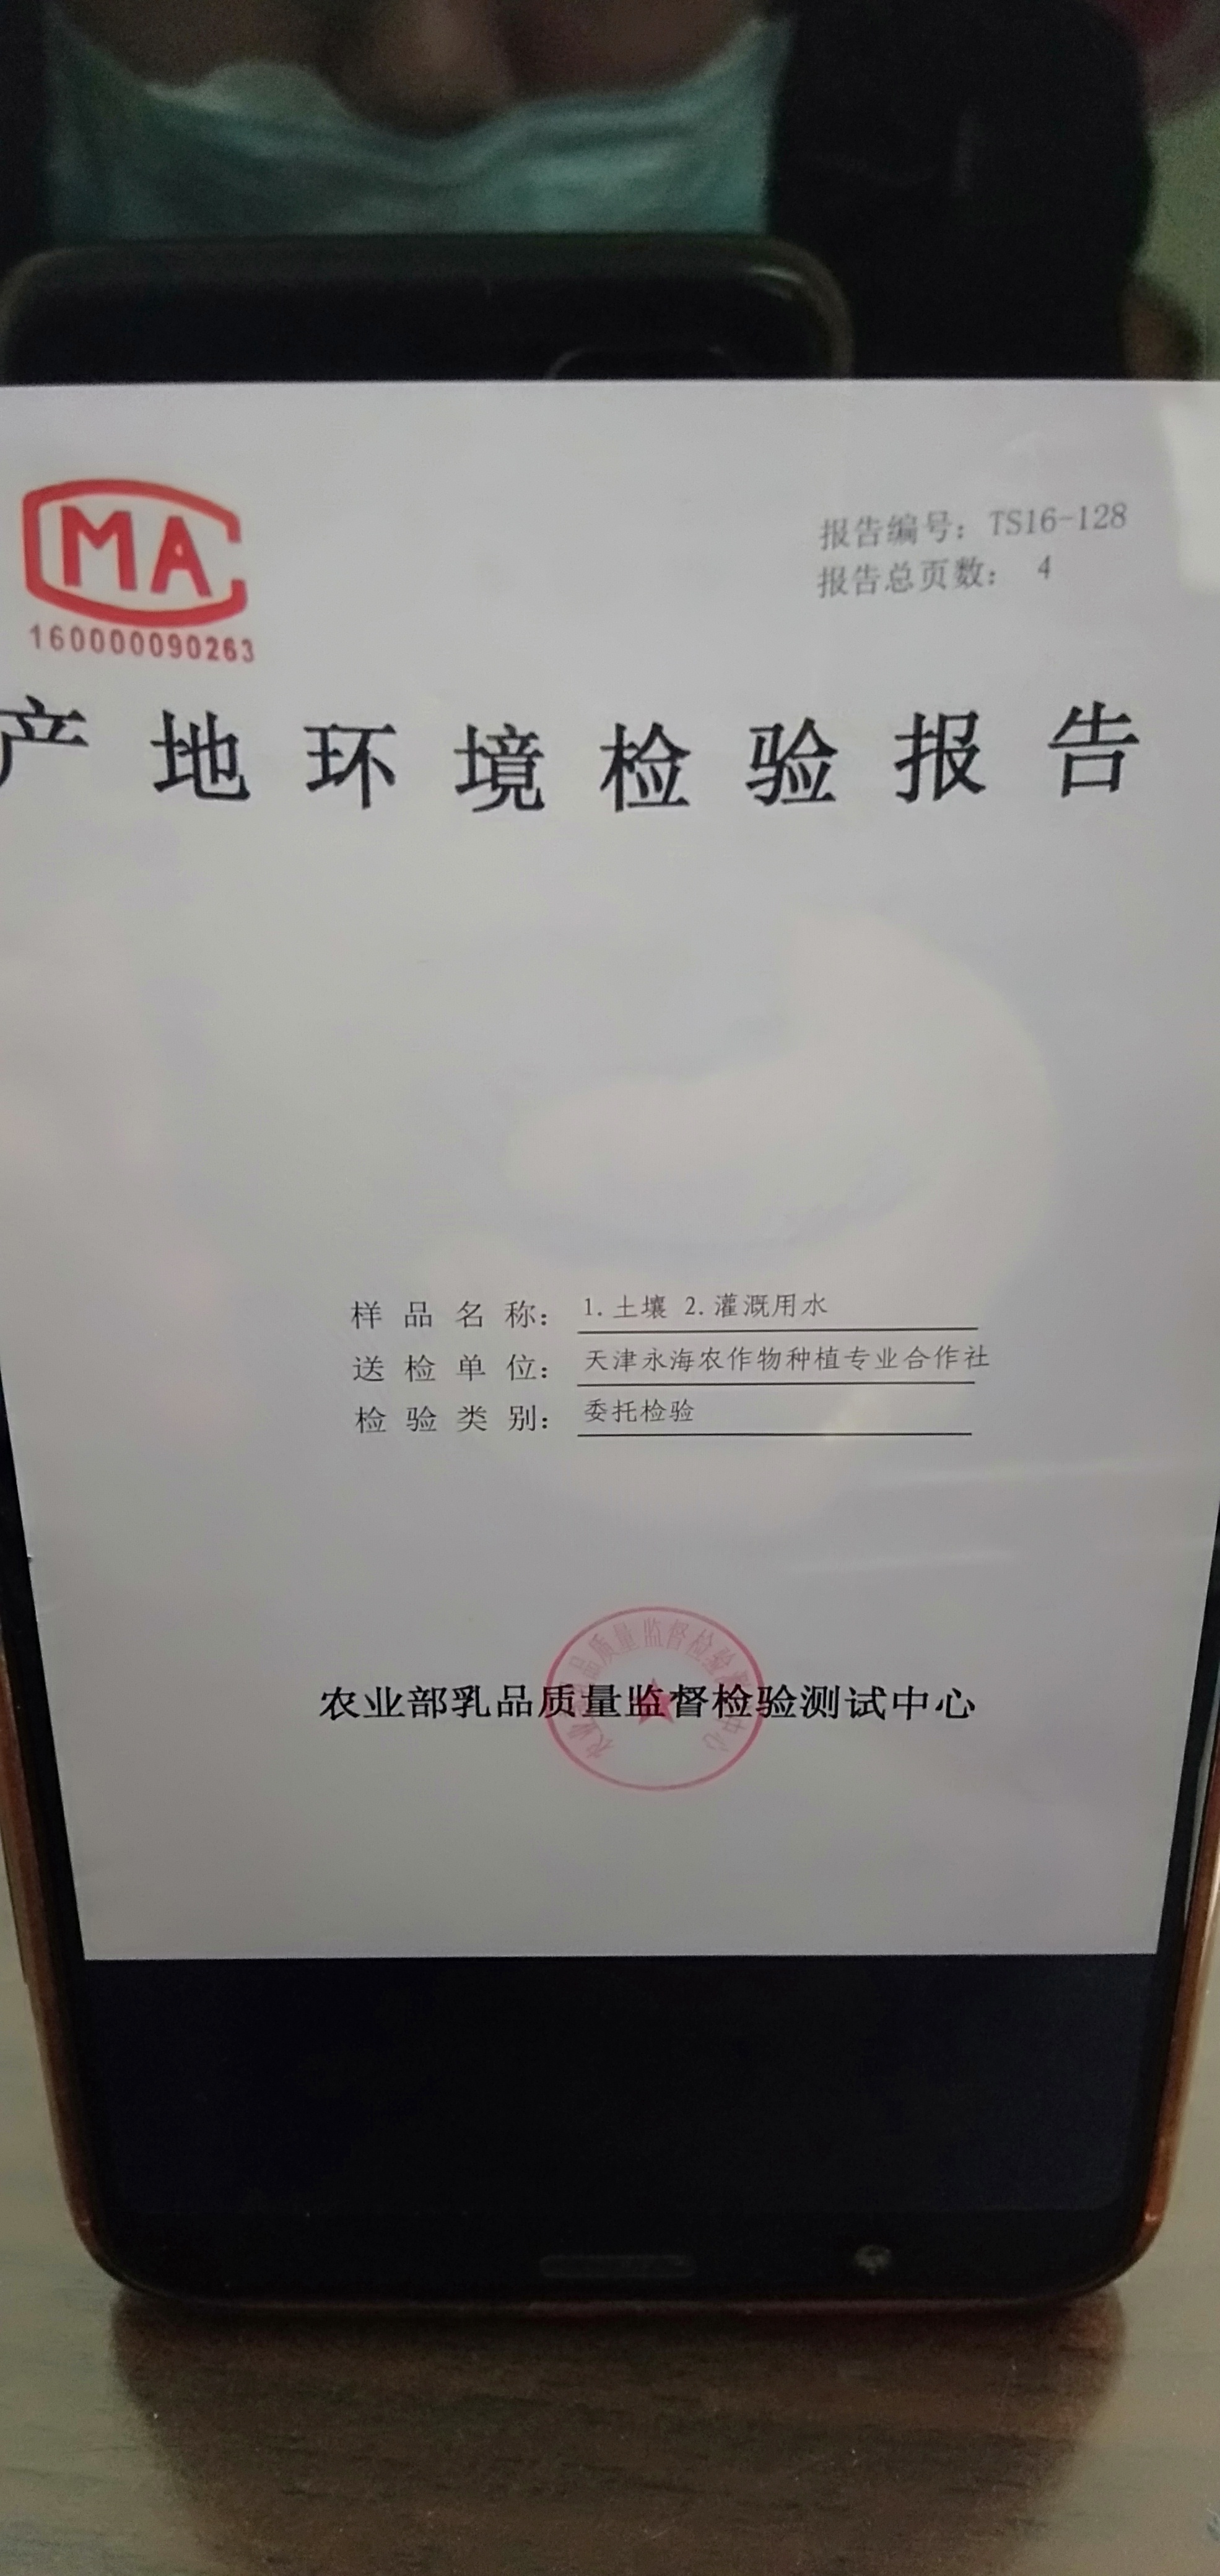 MA
160000090263
报告编号：TS16-128
报告总页数： 4
产地环境检验报告
样品名称： 1.土壤 2.灌溉用水
送检单位： 天津永海农作物种植专业合作社
检验类别： 委托检验
农业部乳品质量监督检验测试中心